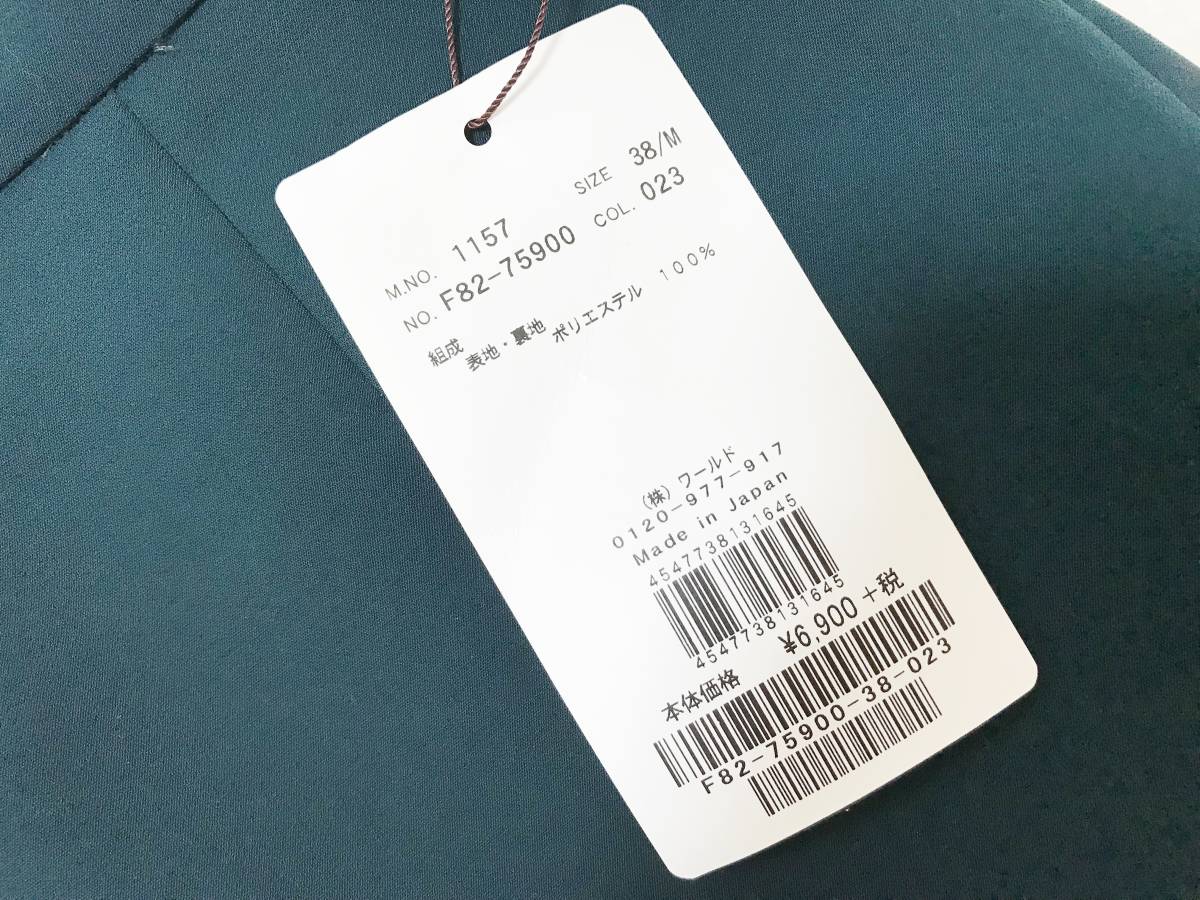 M.NO. 1157 SIZE 38/M
NO. F82-75900 COL. 023
組成
表地・裏地 ポリエステル 100%
(株)ワールド
0120-977-917
Made in Japan
4547738131645
4547738131645
本体価格 ¥6,900+税
F82-75900-38-023